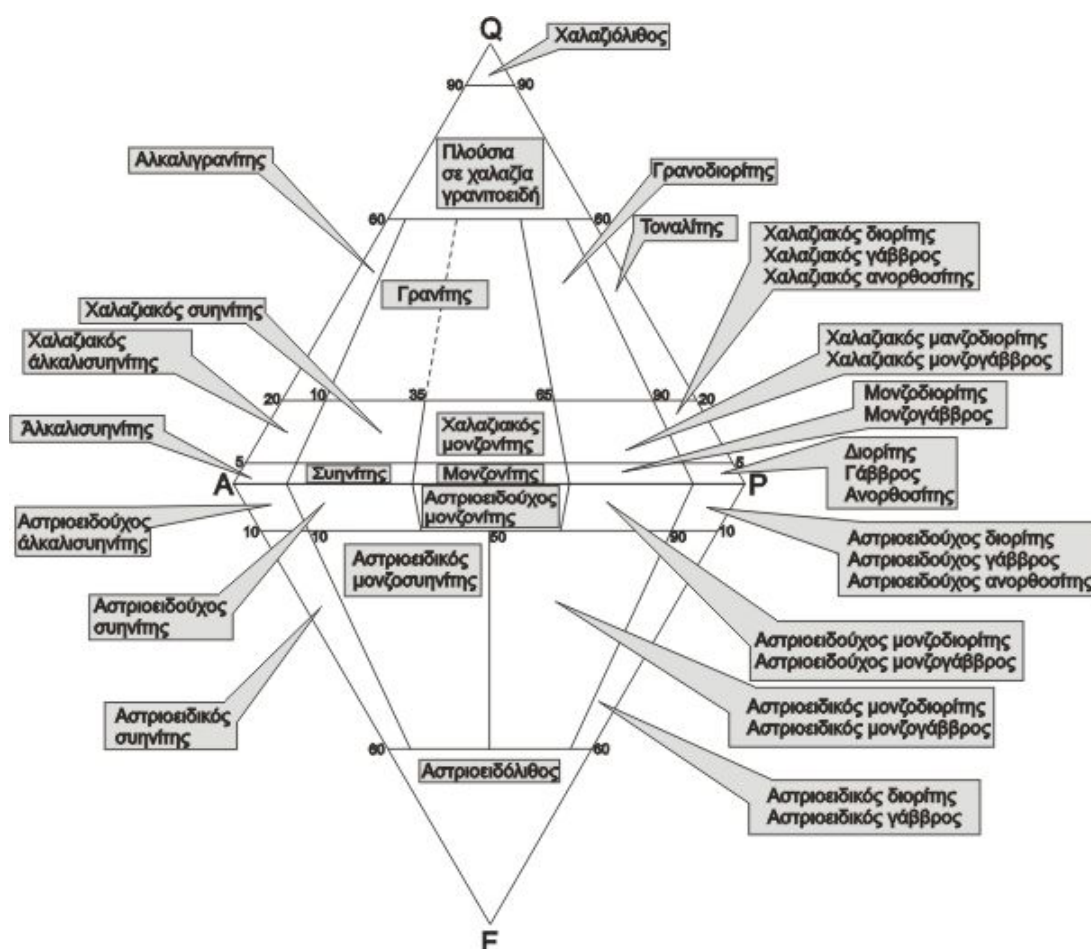 Q
Χαλαζιόλιθος
90 90
Αλκαλιγρανίτης
Πλούσια
σε χαλαζία
γρανιτοειδή
Γρανοδιορίτης
60 60
Τοναλίτης
Χαλαζιακός διορίτης
Χαλαζιακός γάββρος
Χαλαζιακός ανορθοσίτης
Γρανίτης
Χαλαζιακός συηνίτης
Χαλαζιακός
άλκαλισυηνίτης
Χαλαζιακός μανζοδιορίτης
Χαλαζιακός μονζογάββρος
20 10 35 65 90 20
Μονζοδιορίτης
Μονζογάββρος
Άλκαλισυηνίτης
Χαλαζιακός
μονζονίτης
Διορίτης
Γάββρος
Ανορθοσίτης
5 5
Συηνίτης
Μονζονίτης
A P
Αστριοειδούχος
μονζονίτης
Αστριοειδούχος
άλκαλισυηνίτης
10 10 50 90 10
Αστριοειδούχος διορίτης
Αστριοειδούχος γάββρος
Αστριοειδούχος ανορθοσίτης
Αστριοειδικός
μονζοσυηνίτης
Αστριοειδούχος
συηνίτης
Αστριοειδούχος μονζοδιορίτης
Αστριοειδούχος μονζογάββρος
Αστριοειδικός
συηνίτης
Αστριοειδικός μονζοδιορίτης
Αστριοειδικός μονζογάββρος
60 60
Αστριοειδόλιθος
Αστριοειδικός διορίτης
Αστριοειδικός γάββρος
F